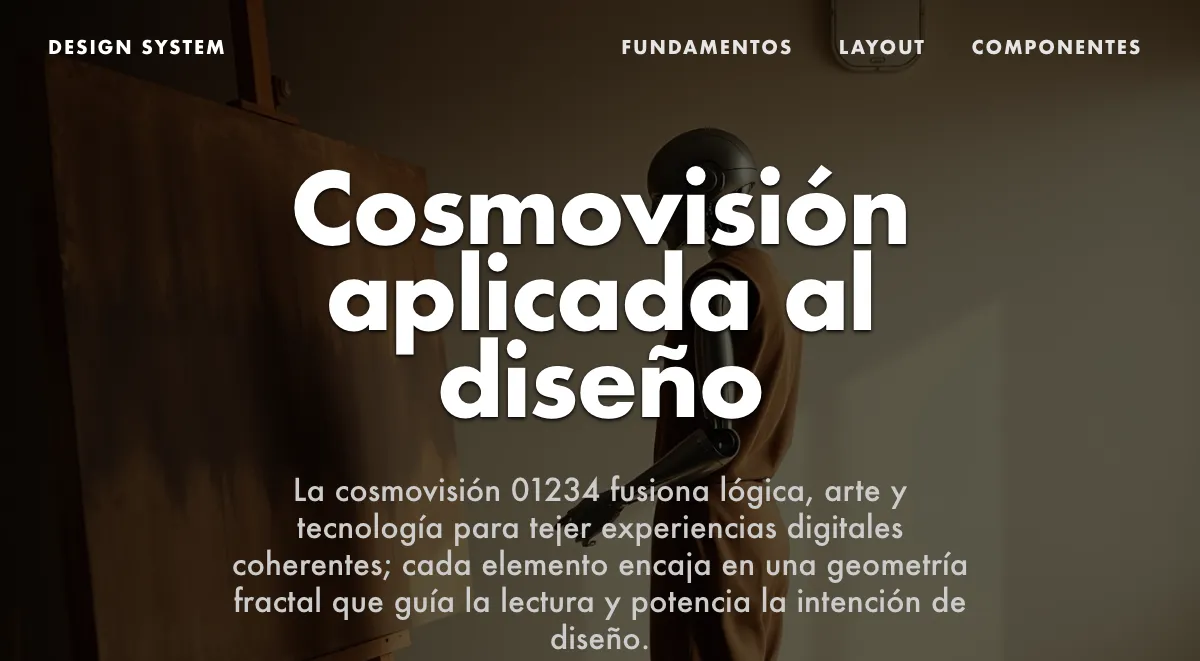 DESIGN SYSTEM
FUNDAMENTOS LAYOUT COMPONENTES
Cosmovisión
aplicada al
diseño
La cosmovisión 01234 fusiona lógica, arte y
tecnología para tejer experiencias digitales
coherentes; cada elemento encaja en una geometría
fractal que guía la lectura y potencia la intención de
diseño.